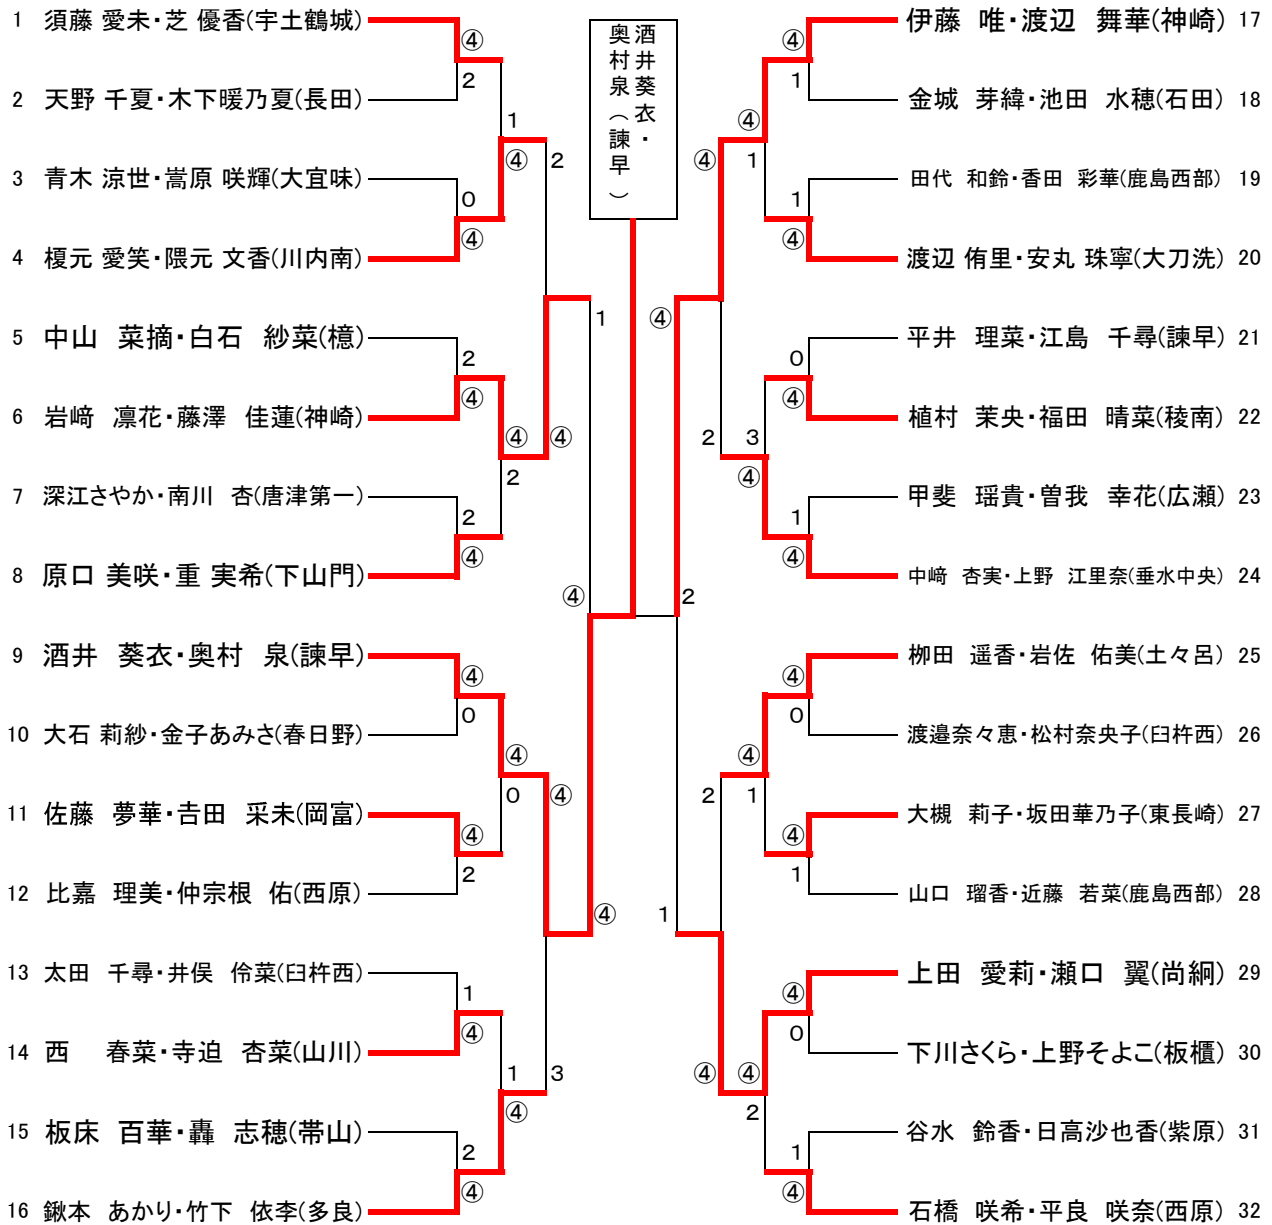 1 須藤 愛未・芝 優香(宇土鶴城)
④
2
2 天野 千夏・木下暖乃夏(長田)
1
④
2
3 青木 涼世・嵩原 咲輝(大宜味)
0
④
4 榎元 愛笑・隈元 文香(川内南)
1
5 中山 菜摘・白石 紗菜(檍)
2
④
6 岩﨑 凛花・藤澤 佳蓮(神崎)
④
④
2
7 深江さやか・南川 杏(唐津第一)
2
④
8 原口 美咲・重 実希(下山門)
④
9 酒井 葵衣・奥村 泉(諫早)
④
0
10 大石 莉紗・金子あみさ(春日野)
④
④
0
11 佐藤 夢華・吉田 采未(岡富)
④
2
12 比嘉 理美・仲宗根 佑(西原)
④
13 太田 千尋・井俣 伶菜(臼杵西)
1
④
14 西 春菜・寺迫 杏菜(山川)
1
3
④
15 板床 百華・轟 志穂(帯山)
2
④
16 鍬本 あかり・竹下 依李(多良)
酒井葵衣・
奥村泉(諫早)
伊藤 唯・渡辺 舞華(神崎) 17
④
1
金城 芽緯・池田 水穂(石田) 18
④
④
1
田代 和鈴・香田 彩華(鹿島西部) 19
1
④
渡辺 侑里・安丸 珠寧(大刀洗) 20
④
平井 理菜・江島 千尋(諫早) 21
0
④
植村 茉央・福田 晴菜(稜南) 22
2
3
④
甲斐 瑶貴・曽我 幸花(広瀬) 23
1
④
中﨑 杏実・上野 江里奈(垂水中央) 24
2
栁田 遥香・岩佐 佑美(土々呂) 25
④
0
渡邉奈々恵・松村奈央子(臼杵西) 26
④
2
1
大槻 莉子・坂田華乃子(東長崎) 27
④
1
山口 瑠香・近藤 若菜(鹿島西部) 28
1
上田 愛莉・瀬口 翼(尚絅) 29
④
0
下川さくら・上野そよこ(板櫃) 30
④
④
2
谷水 鈴香・日高沙也香(紫原) 31
1
④
石橋 咲希・平良 咲奈(西原) 32